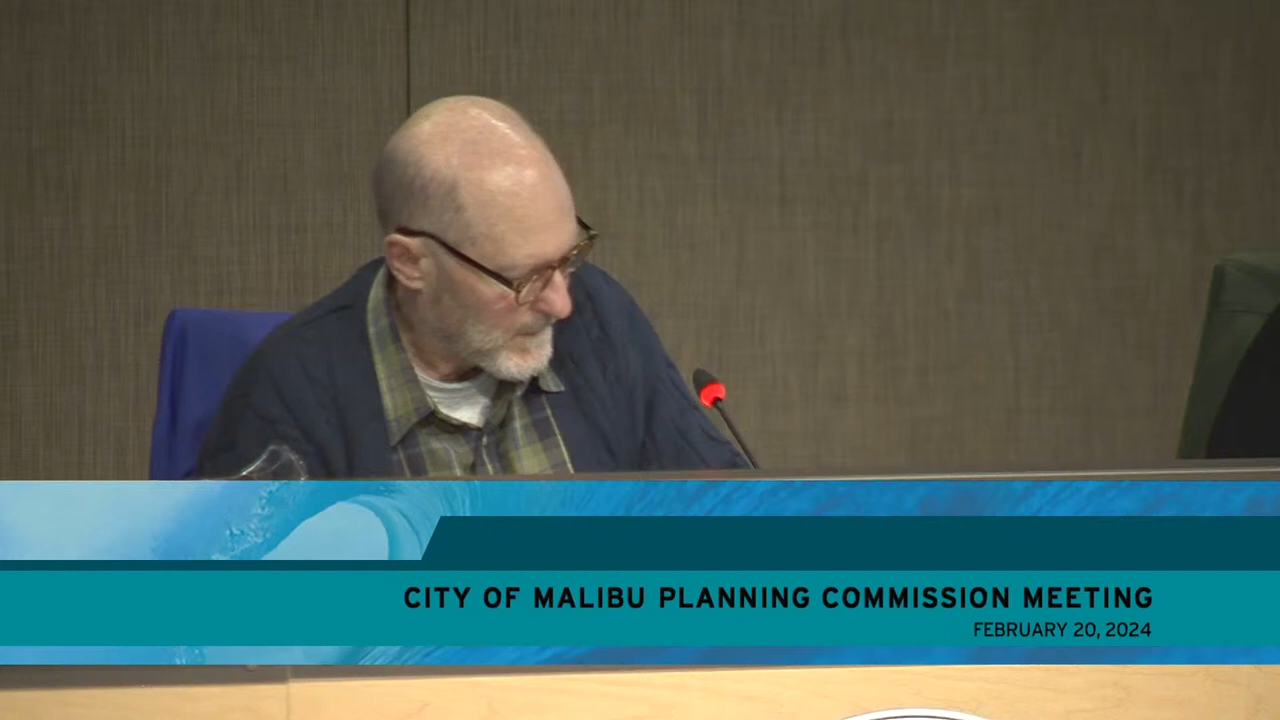 CITY OF MALIBU PLANNING COMMISSION MEETING
FEBRUARY 20, 2024